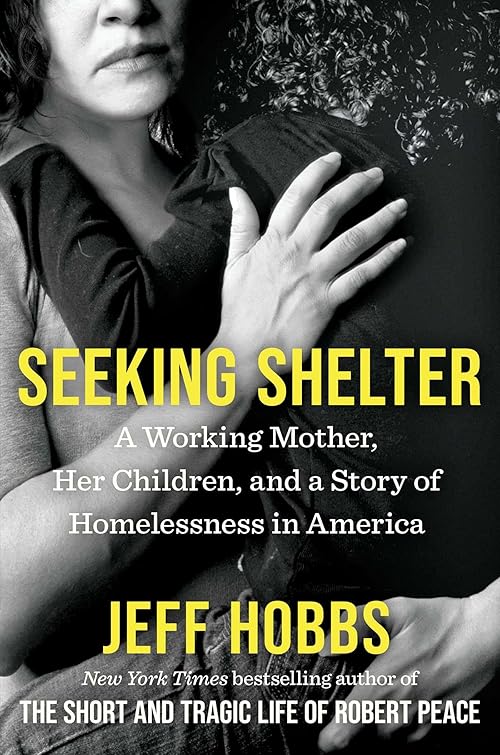 SEEKING SHELTER
A Working Mother,
Her Children, and a Story of
Homelessness in America
JEFF HOBBS
New York Times bestselling author of
THE SHORT AND TRAGIC LIFE OF ROBERT PEACE